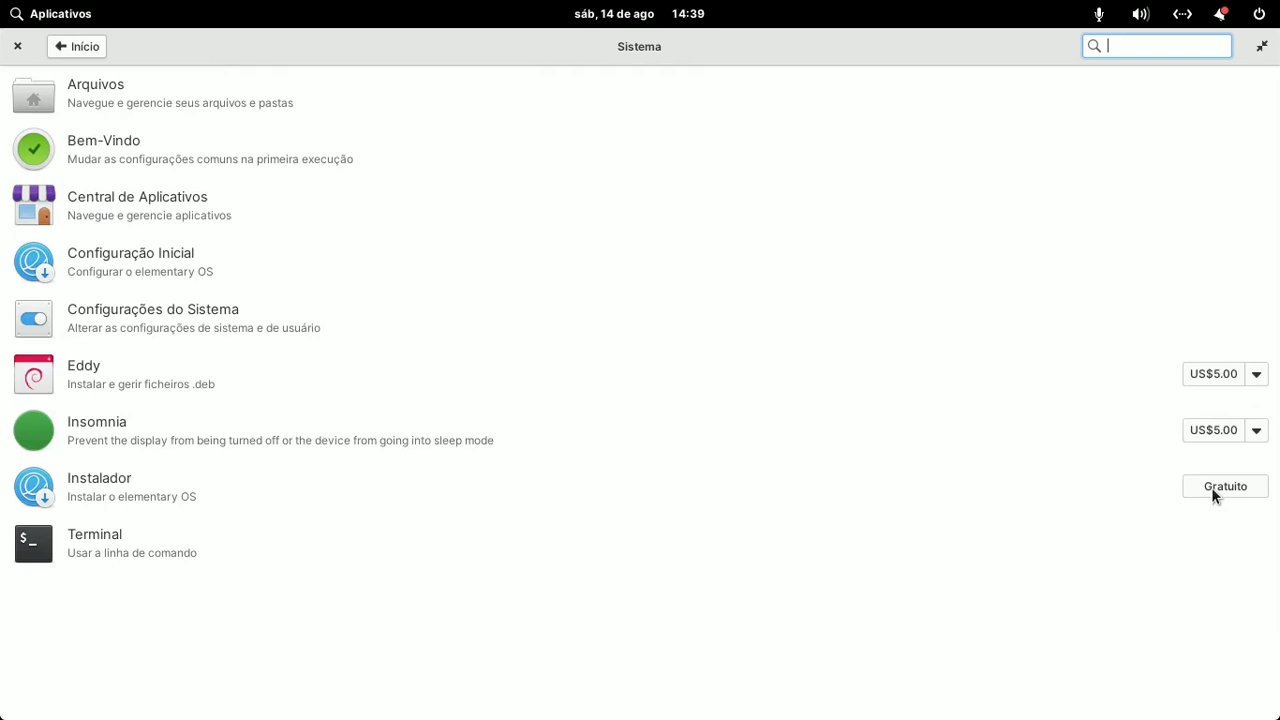 Aplicativos
sáb, 14 de ago 14:39
Início
Sistema
Arquivos
Navegue e gerencie seus arquivos e pastas
Bem-Vindo
Mudar as configurações comuns na primeira execução
Central de Aplicativos
Navegue e gerencie aplicativos
Configuração Inicial
Configurar o elementary OS
Configurações do Sistema
Alterar as configurações de sistema e de usuário
Eddy
Instalar e gerir ficheiros .deb
US$5.00
Insomnia
Prevent the display from being turned off or the device from going into sleep mode
US$5.00
Instalador
Instalar o elementary OS
Gratuito
$_
Terminal
Usar a linha de comando